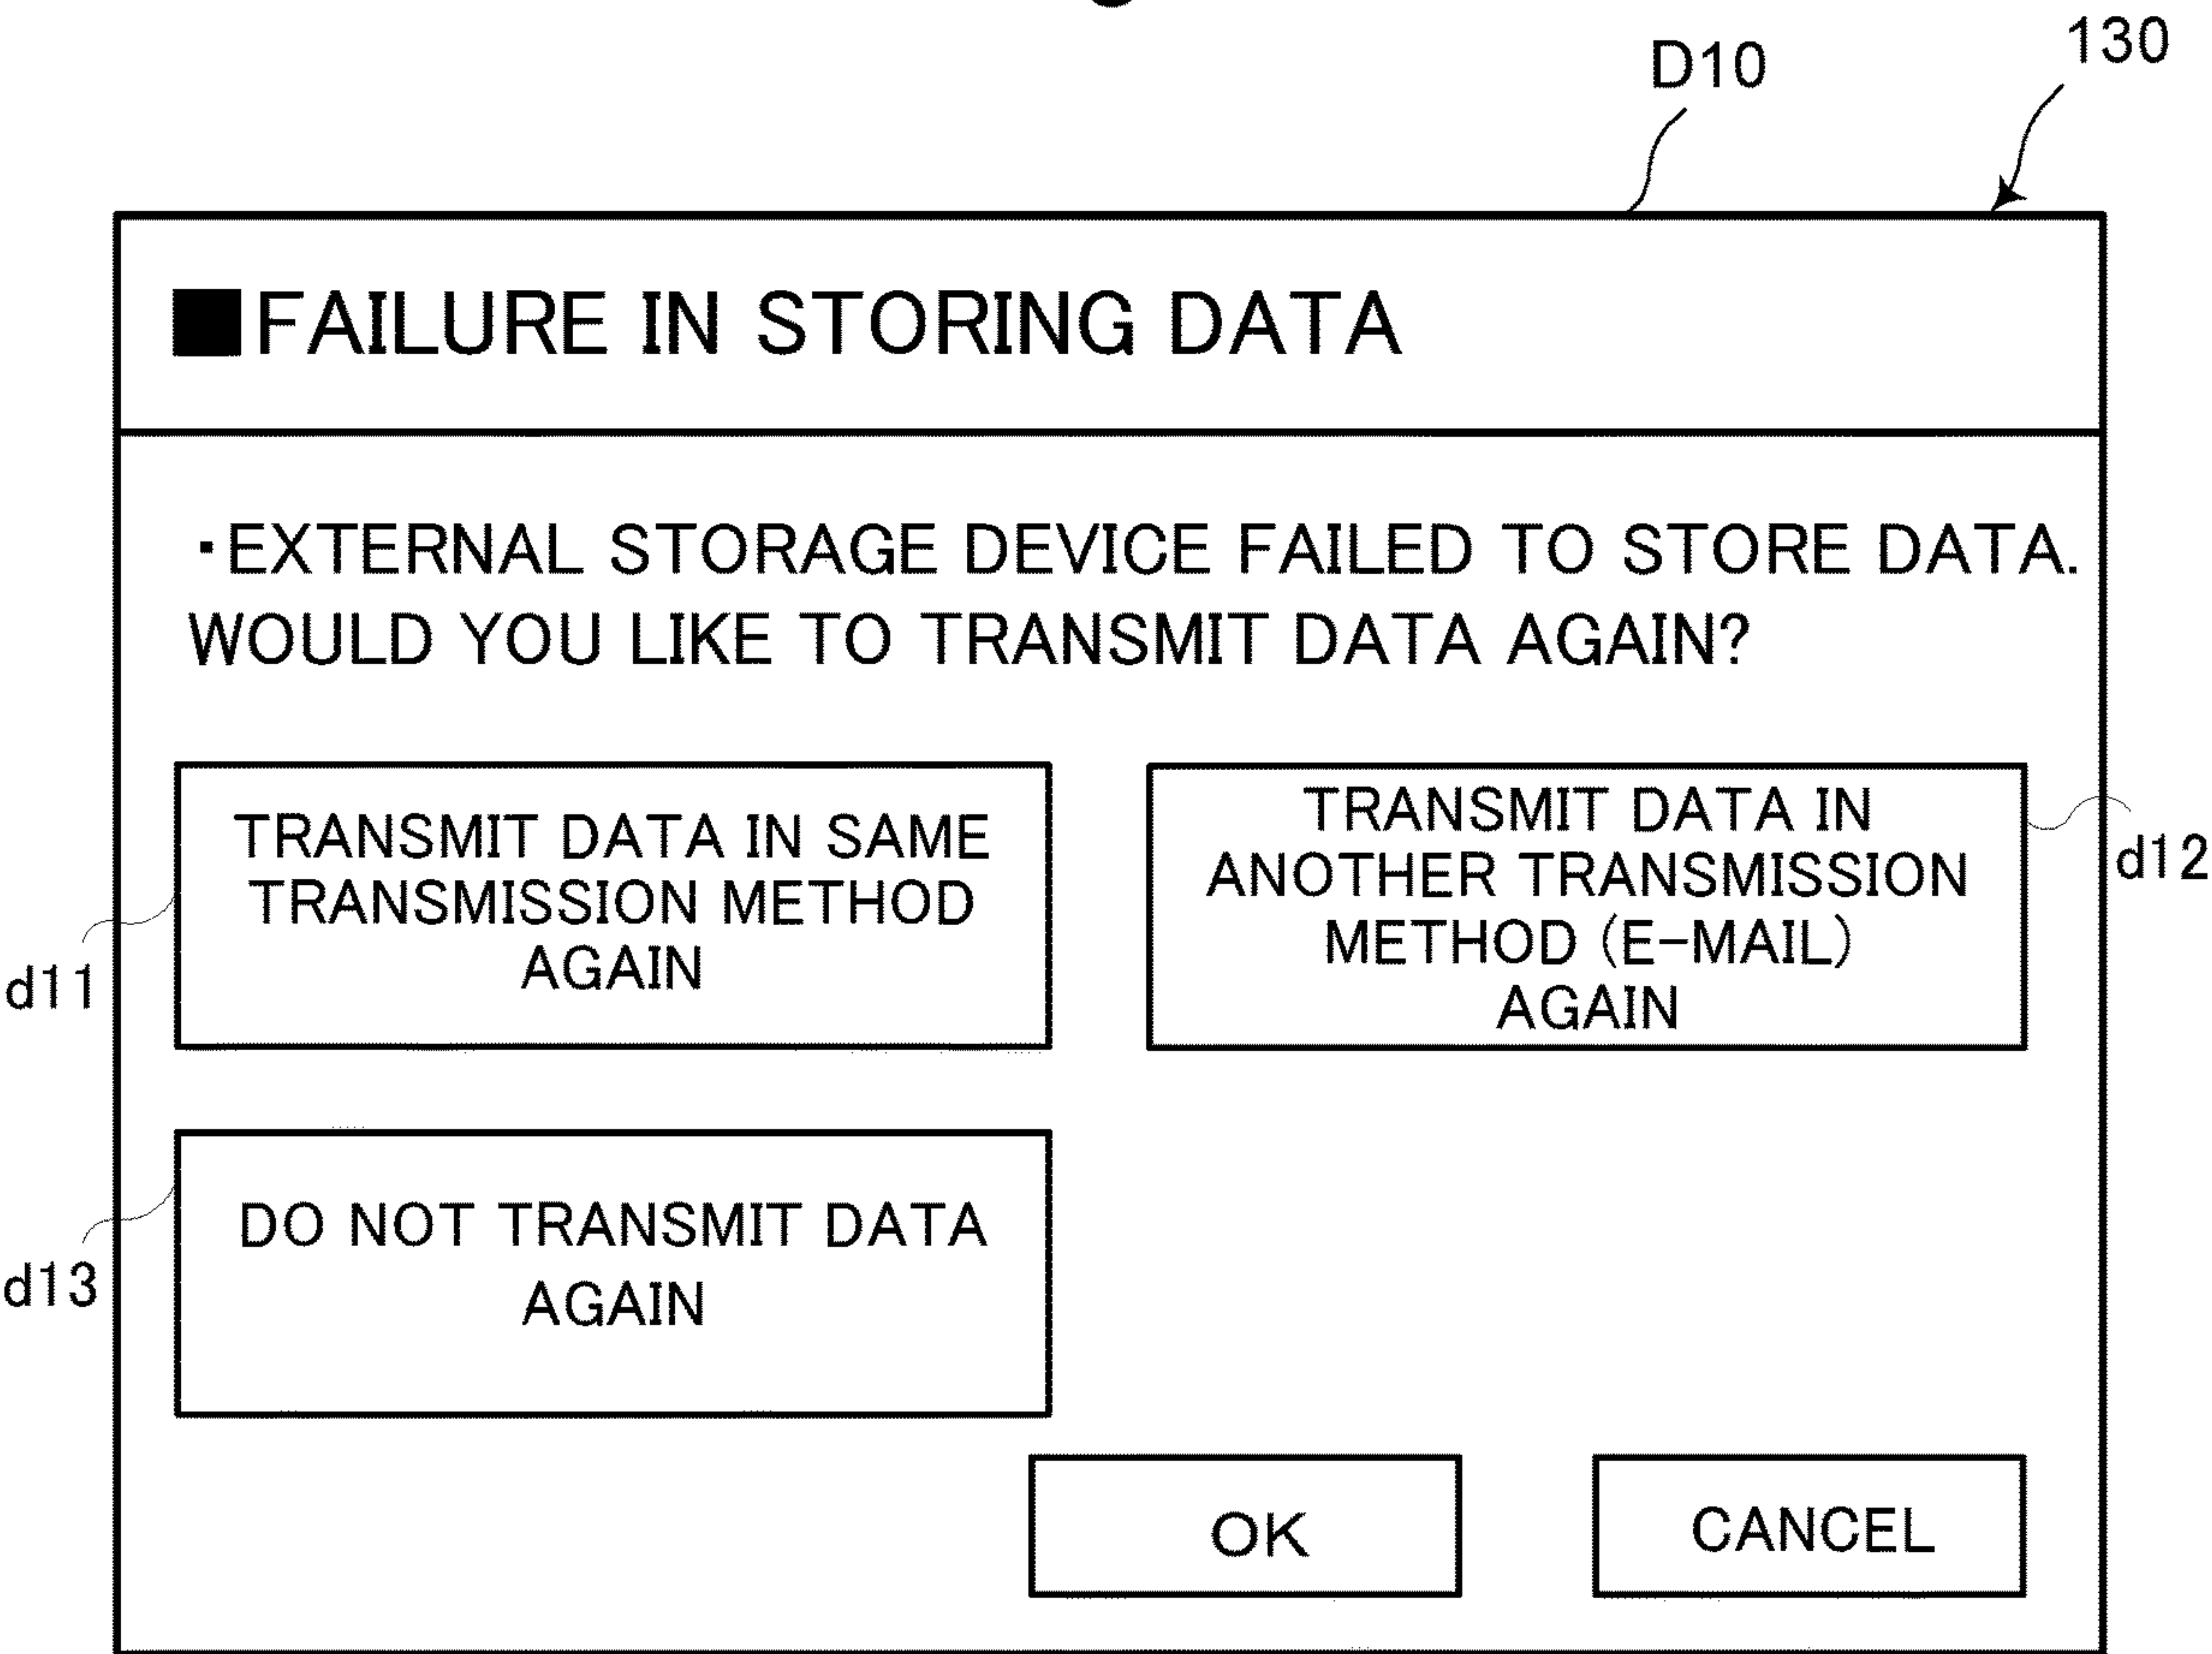 D10
130
■FAILURE IN STORING DATA
・EXTERNAL STORAGE DEVICE FAILED TO STORE DATA.
WOULD YOU LIKE TO TRANSMIT DATA AGAIN?
TRANSMIT DATA IN SAME
TRANSMISSION METHOD
AGAIN
d11
TRANSMIT DATA IN
ANOTHER TRANSMISSION
METHOD (E-MAIL)
AGAIN
d12
DO NOT TRANSMIT DATA
AGAIN
d13
OK
CANCEL